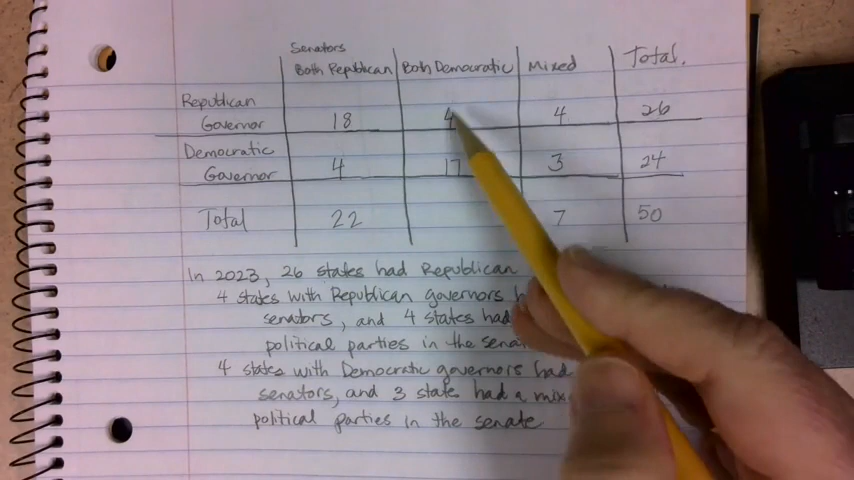 Senators
Both Republican Both Democratic Mixed Total.
Republican
Governor 18 4 4 26
Democratic
Governor 4 17 3 24
Total 22 7 50
In 2023, 26 states had Republican
4 states with Republican governors
senators, and 4 states had
political parties in the
4 states with Democratic governors had
senators, and 3 state had a
political parties in the senate